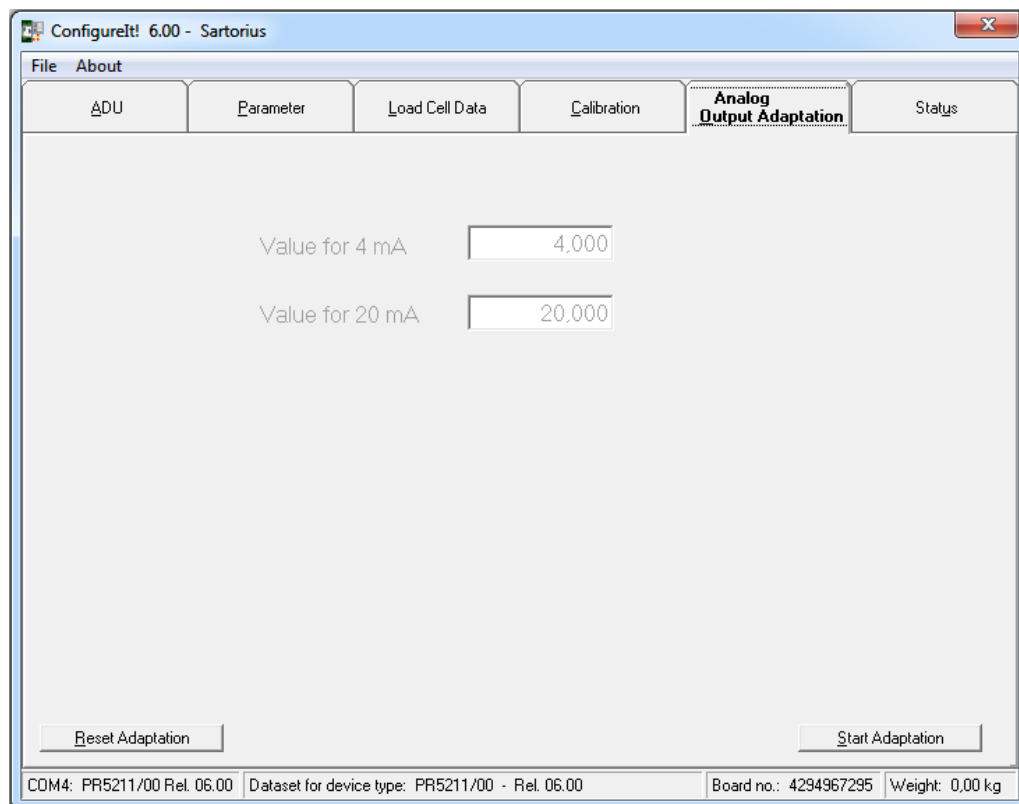 ConfigureIt! 6.00 - Sartorius
File About
ADU Parameter Load Cell Data Calibration Analog Output Adaptation Status
Value for 4 mA 4,000
Value for 20 mA 20,000
Reset Adaptation Start Adaptation
COM4: PR5211/00 Rel. 06.00 Dataset for device type: PR5211/00 - Rel. 06.00 Board no.: 4294967295 Weight: 0,00 kg